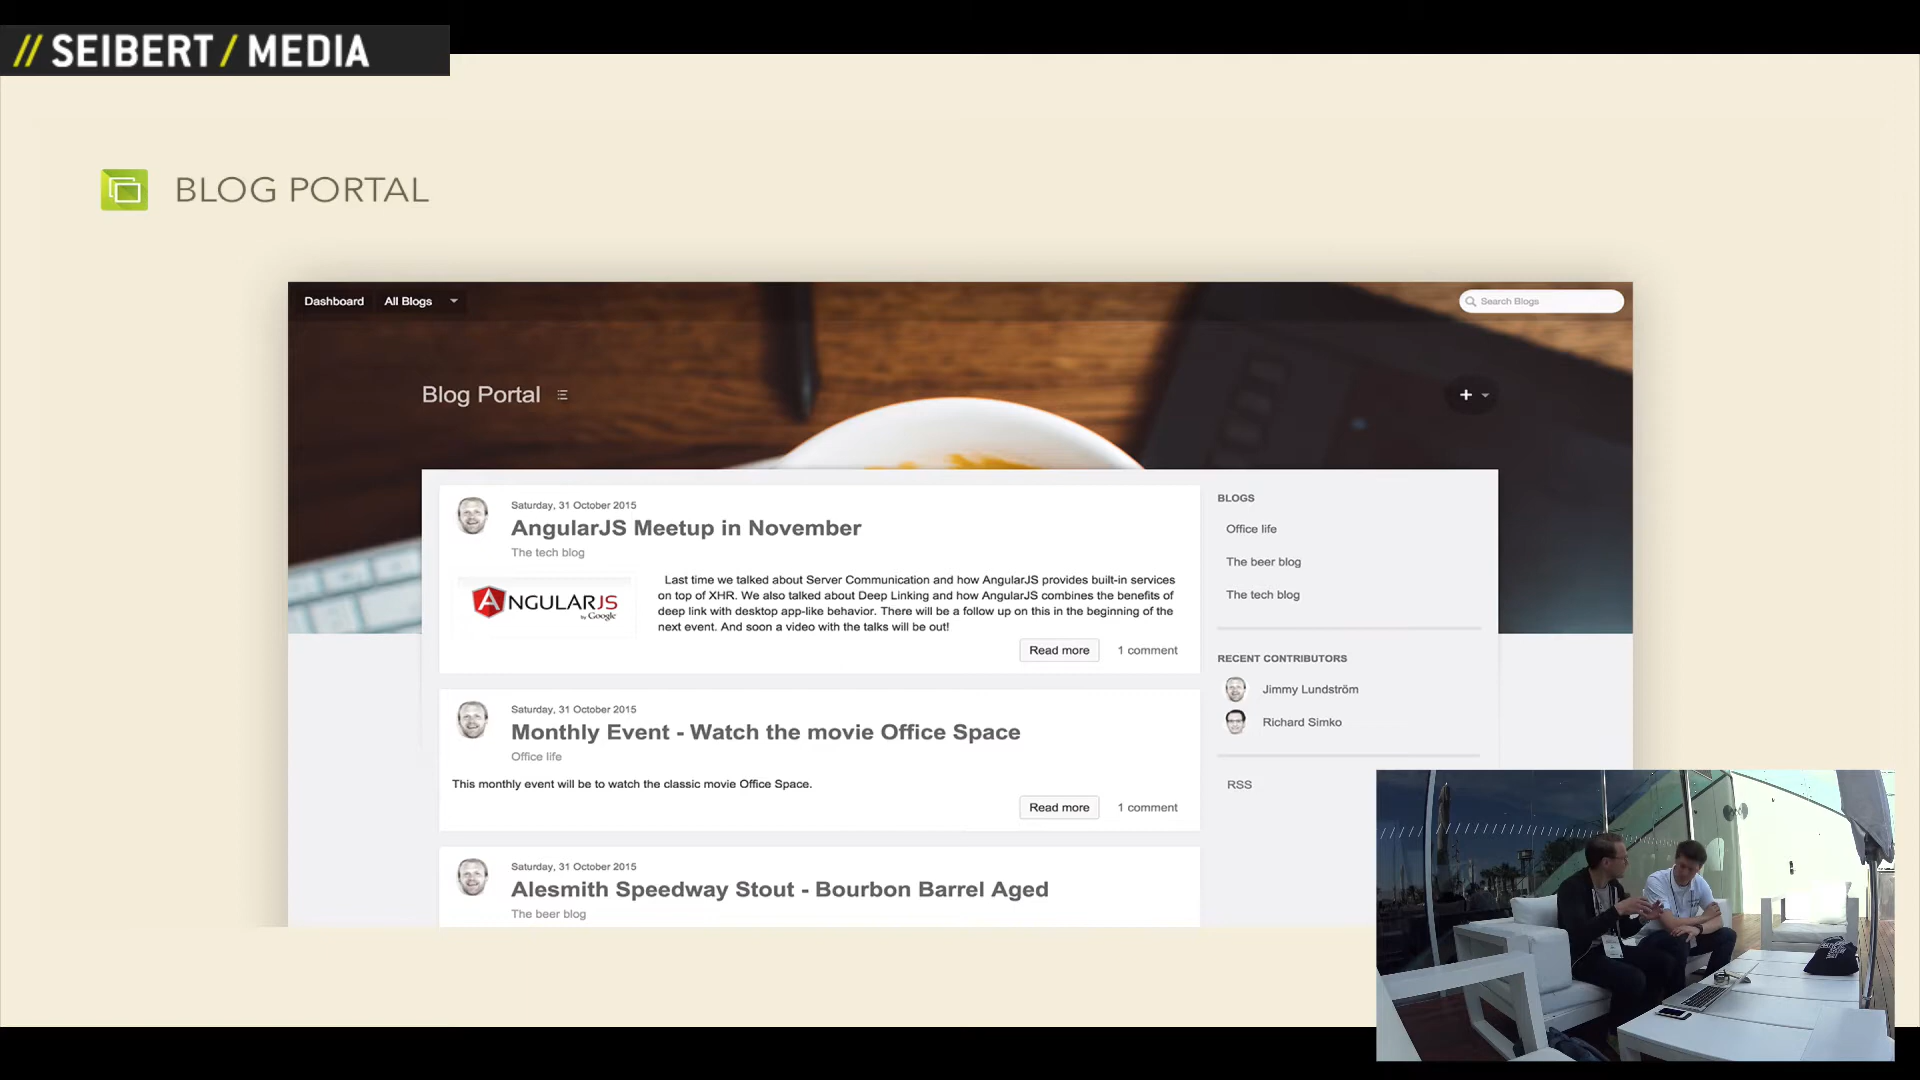 // SEIBERT / MEDIA
BLOG PORTAL
Dashboard All Blogs
Search Blogs
Blog Portal
+
Saturday, 31 October 2015
AngularJS Meetup in November
The tech blog
ANGULARJS
by Google
Last time we talked about Server Communication and how AngularJS provides built-in services
on top of XHR. We also talked about Deep Linking and how AngularJS combines the benefits of
deep link with desktop app-like behavior. There will be a follow up on this in the beginning of the
next event. And soon a video with the talks will be out!
Read more 1 comment
Saturday, 31 October 2015
Monthly Event - Watch the movie Office Space
Office life
This monthly event will be to watch the classic movie Office Space.
Read more 1 comment
Saturday, 31 October 2015
Alesmith Speedway Stout - Bourbon Barrel Aged
The beer blog
BLOGS
Office life
The beer blog
The tech blog
RECENT CONTRIBUTORS
Jimmy Lundström
Richard Simko
RSS